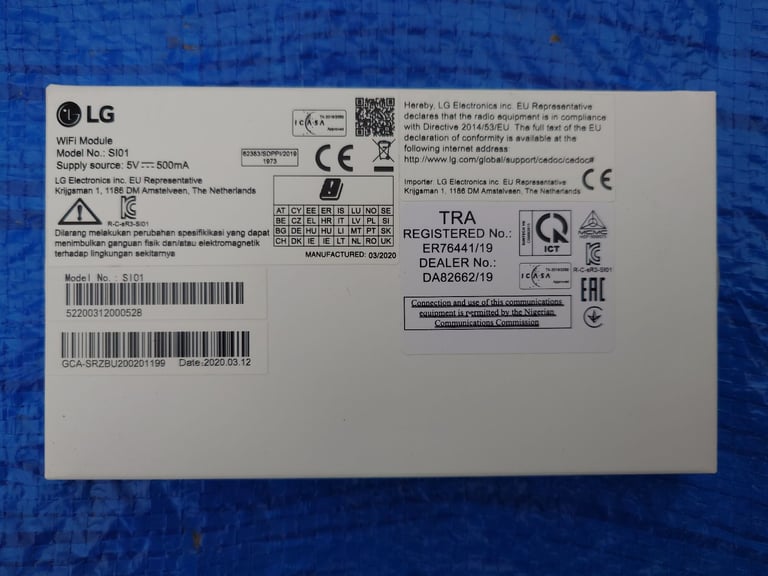 LG
WiFi Module
Model No.: SI01
Supply source: 5V 500mA
LG Electronics inc. EU Representative
Krijgsman 1, 1186 DM Amstelveen, The Netherlands
ICASA
Approved
62383/SDPPI/2019
1973
CE
R-C-eR3-SI01
Dilarang melakukan perubahan spesifikasi yang dapat
menimbulkan ganguan fisik dan/atau elektromagnetik
terhadap lingkungan sekitarnya
AT CY EE ER IS LU NO SE
BE CZ EL HR IT LV PL SI
BG DE HU HU LI MT PT SK
CH DK IE IE LT NL RO UK
MANUFACTURED: 03/2020
Model No. : SI01
52200312000528
GCA-SRZBU200201199 Date:2020.03.12
Hereby, LG Electronics inc. EU Representative
declares that the radio equipment is in compliance
with Directive 2014/53/EU. The full text of the EU
declaration of conformity is available at the
following internet address:
http://www.lg.com/global/support/cedoc/cedoc#
Importer: LG Electronics inc. EU Representative
Krijgsman 1, 1186 DM Amstelveen, The Netherlands
CE
TRA
REGISTERED No.:
ER76441/19
DEALER No.:
DA82662/19
ICT
ICASA
R-C-eR3-SI01
EAC
Connection and use of this communications
equipment is permitted by the Nigerian
Communications Commission